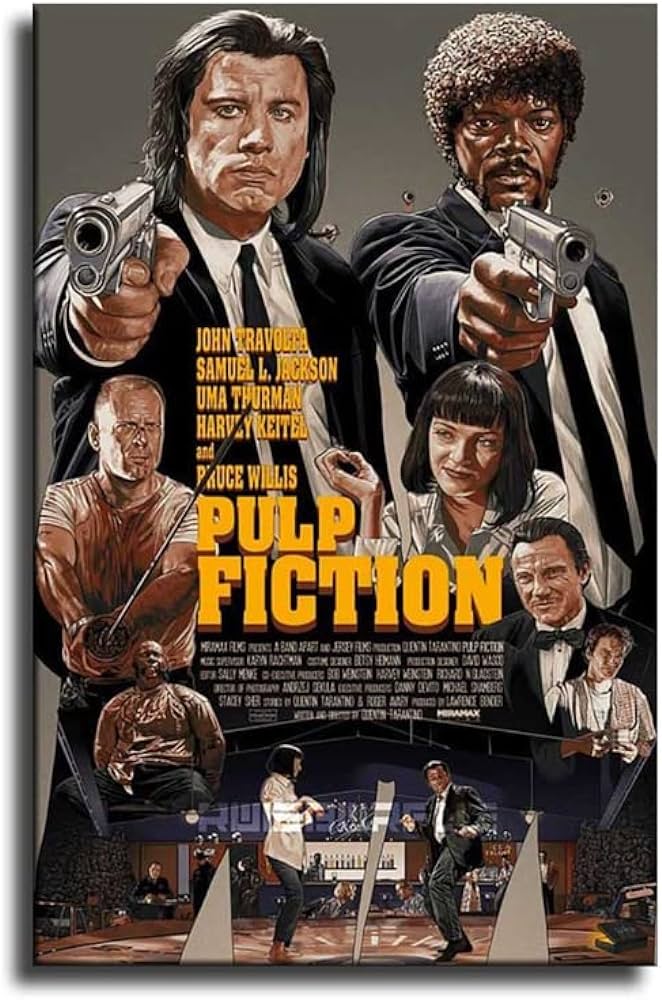 JOHN TRAVOLTA
SAMUEL L. JACKSON
UMA THURMAN
HARVEY KEITEL
and
BRUCE WILLIS
PULP
FICTION
MIRAMAX FILMS PRESENTS A BAND APART AND JERSEY FILMS PRODUCTION QUENTIN TARANTINO PULP FICTION
MUSIC SUPERVISOR KARYN RACHTMAN COSTUME DESIGNER BETSY HEIMANN PRODUCTION DESIGNER DAVID WASCO
EDITOR SALLY MENKE CO-EXECUTIVE PRODUCERS BOB WEINSTEIN HARVEY WEINSTEIN RICHARD N GLADSTEIN
DIRECTOR OF PHOTOGRAPHY ANDRZEJ SEKULA EXECUTIVE PRODUCERS DANNY DEVITO MICHAEL SHAMBERG
STACEY SHER STORIES BY QUENTIN TARANTINO & ROGER AVARY PRODUCED BY LAWRENCE BENDER
WRITTEN AND DIRECTED BY QUENTIN TARANTINO MIRAMAX